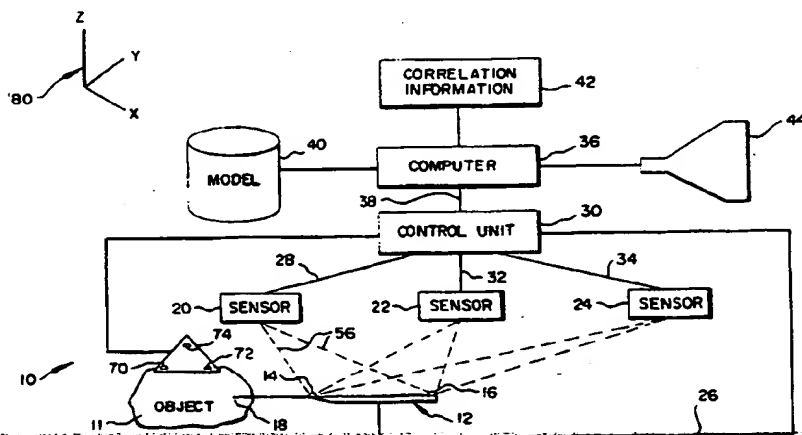 Z
Y
'80
X
CORRELATION
INFORMATION
42
44
40
36
MODEL
COMPUTER
38
30
CONTROL UNIT
28
32
34
20
SENSOR
22
SENSOR
24
SENSOR
74
56
70
72
10
14
16
11
OBJECT
18
12
26